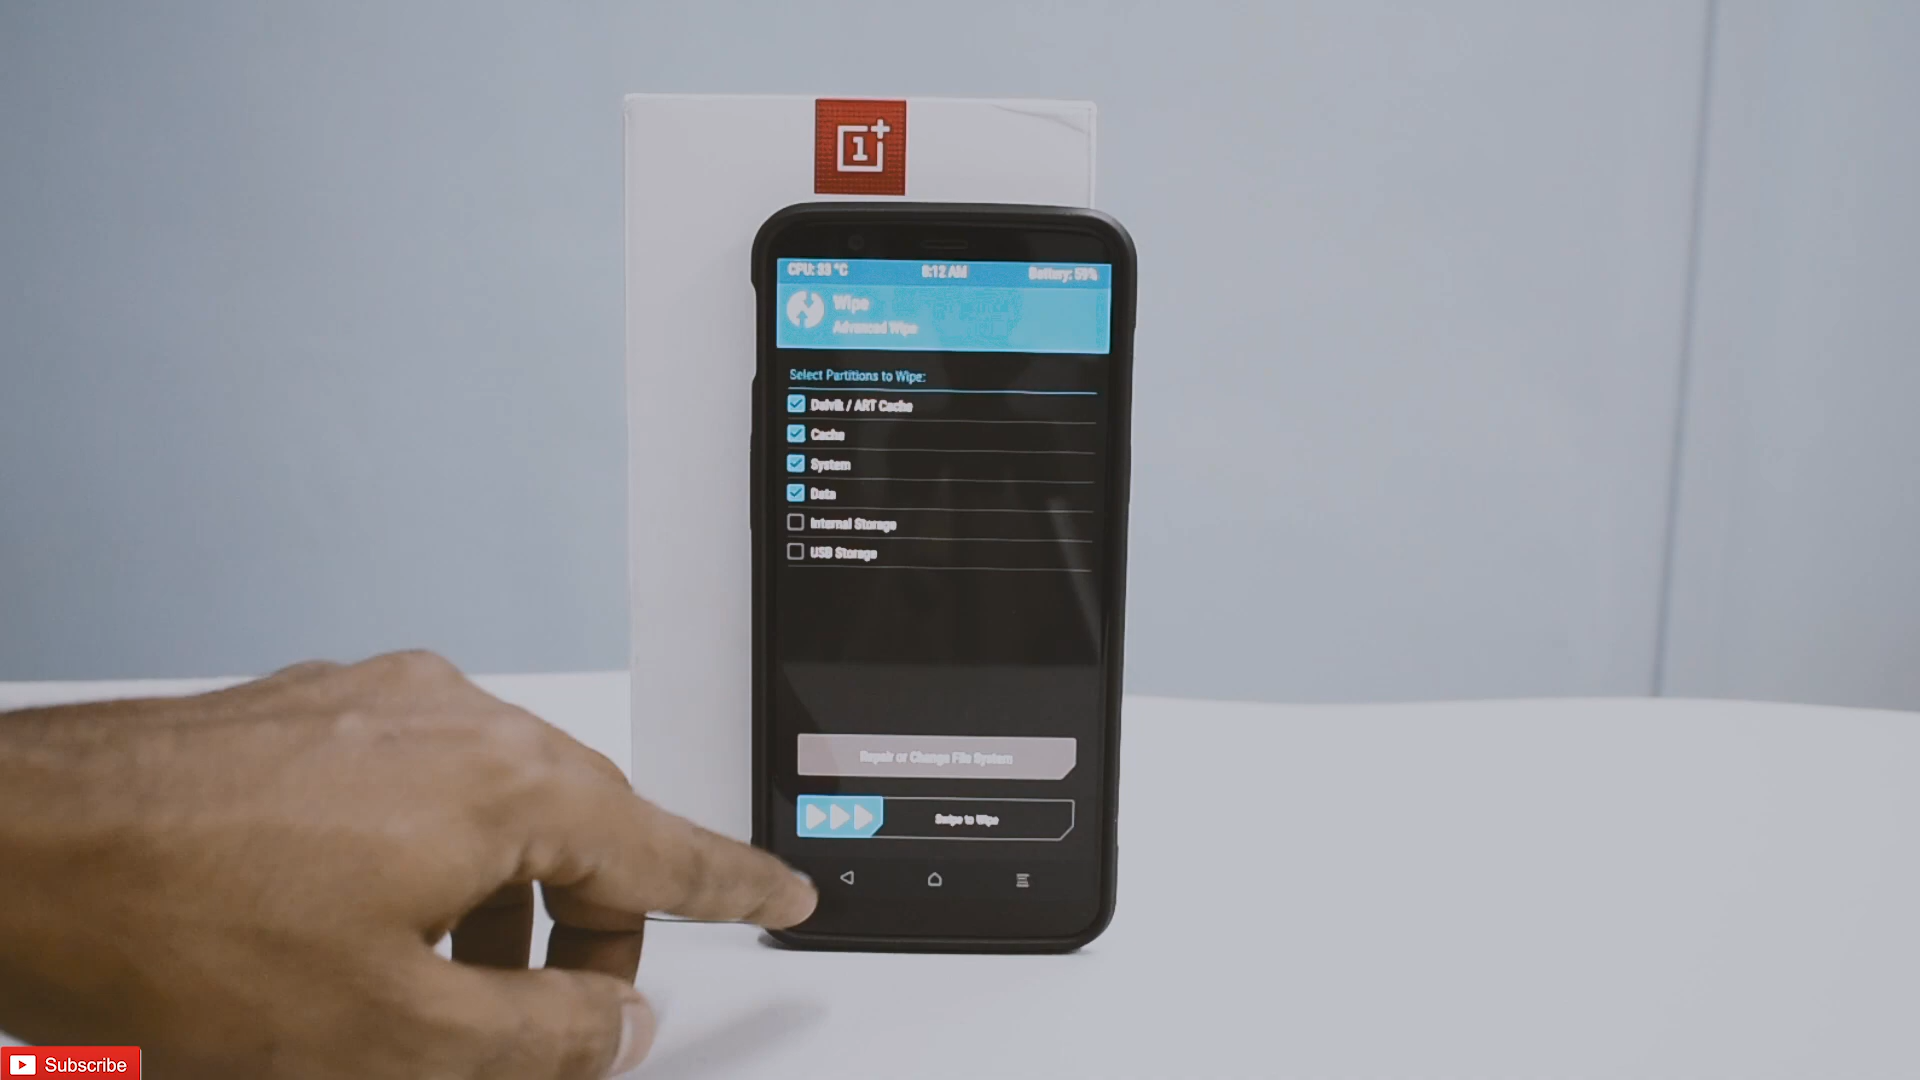 1+
CPU: 33 °C
8:12 AM
Battery: 59%
Wipe
Advanced Wipe
Select Partitions to Wipe:
Dalvik / ART Cache
Cache
System
Data
Internal Storage
USB Storage
Repair or Change File System
Swipe to Wipe
Subscribe